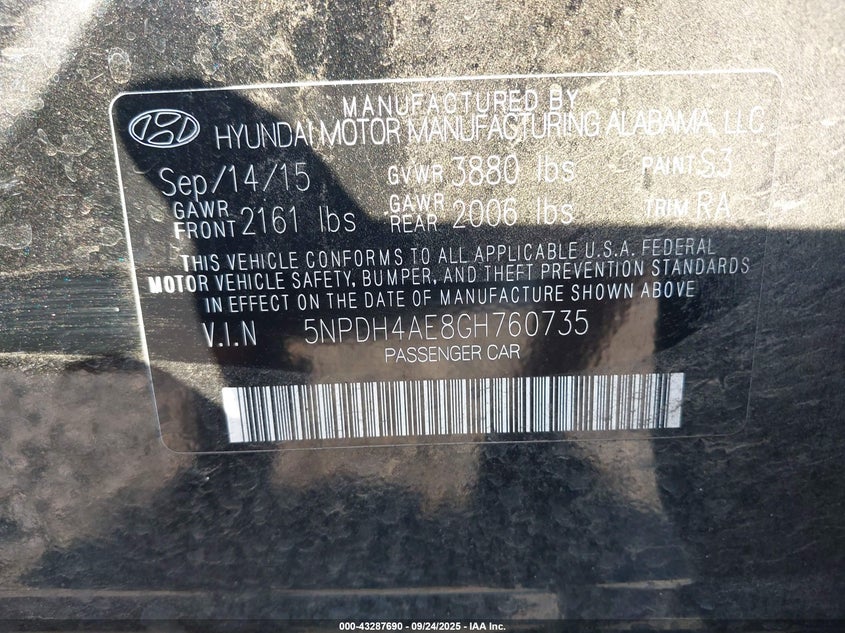 MANUFACTURED BY
HYUNDAI MOTOR MANUFACTURING ALABAMA, LLC
Sep/14/15 GVWR 3880 lbs PAINT S3
GAWR FRONT 2161 lbs GAWR REAR 2006 lbs TRIM RA
THIS VEHICLE CONFORMS TO ALL APPLICABLE U.S.A. FEDERAL
MOTOR VEHICLE SAFETY, BUMPER, AND THEFT PREVENTION STANDARDS
IN EFFECT ON THE DATE OF MANUFACTURE SHOWN ABOVE
V.I.N 5NPDH4AE8GH760735
PASSENGER CAR
000-43287690 - 09/24/2025 - IAA Inc.